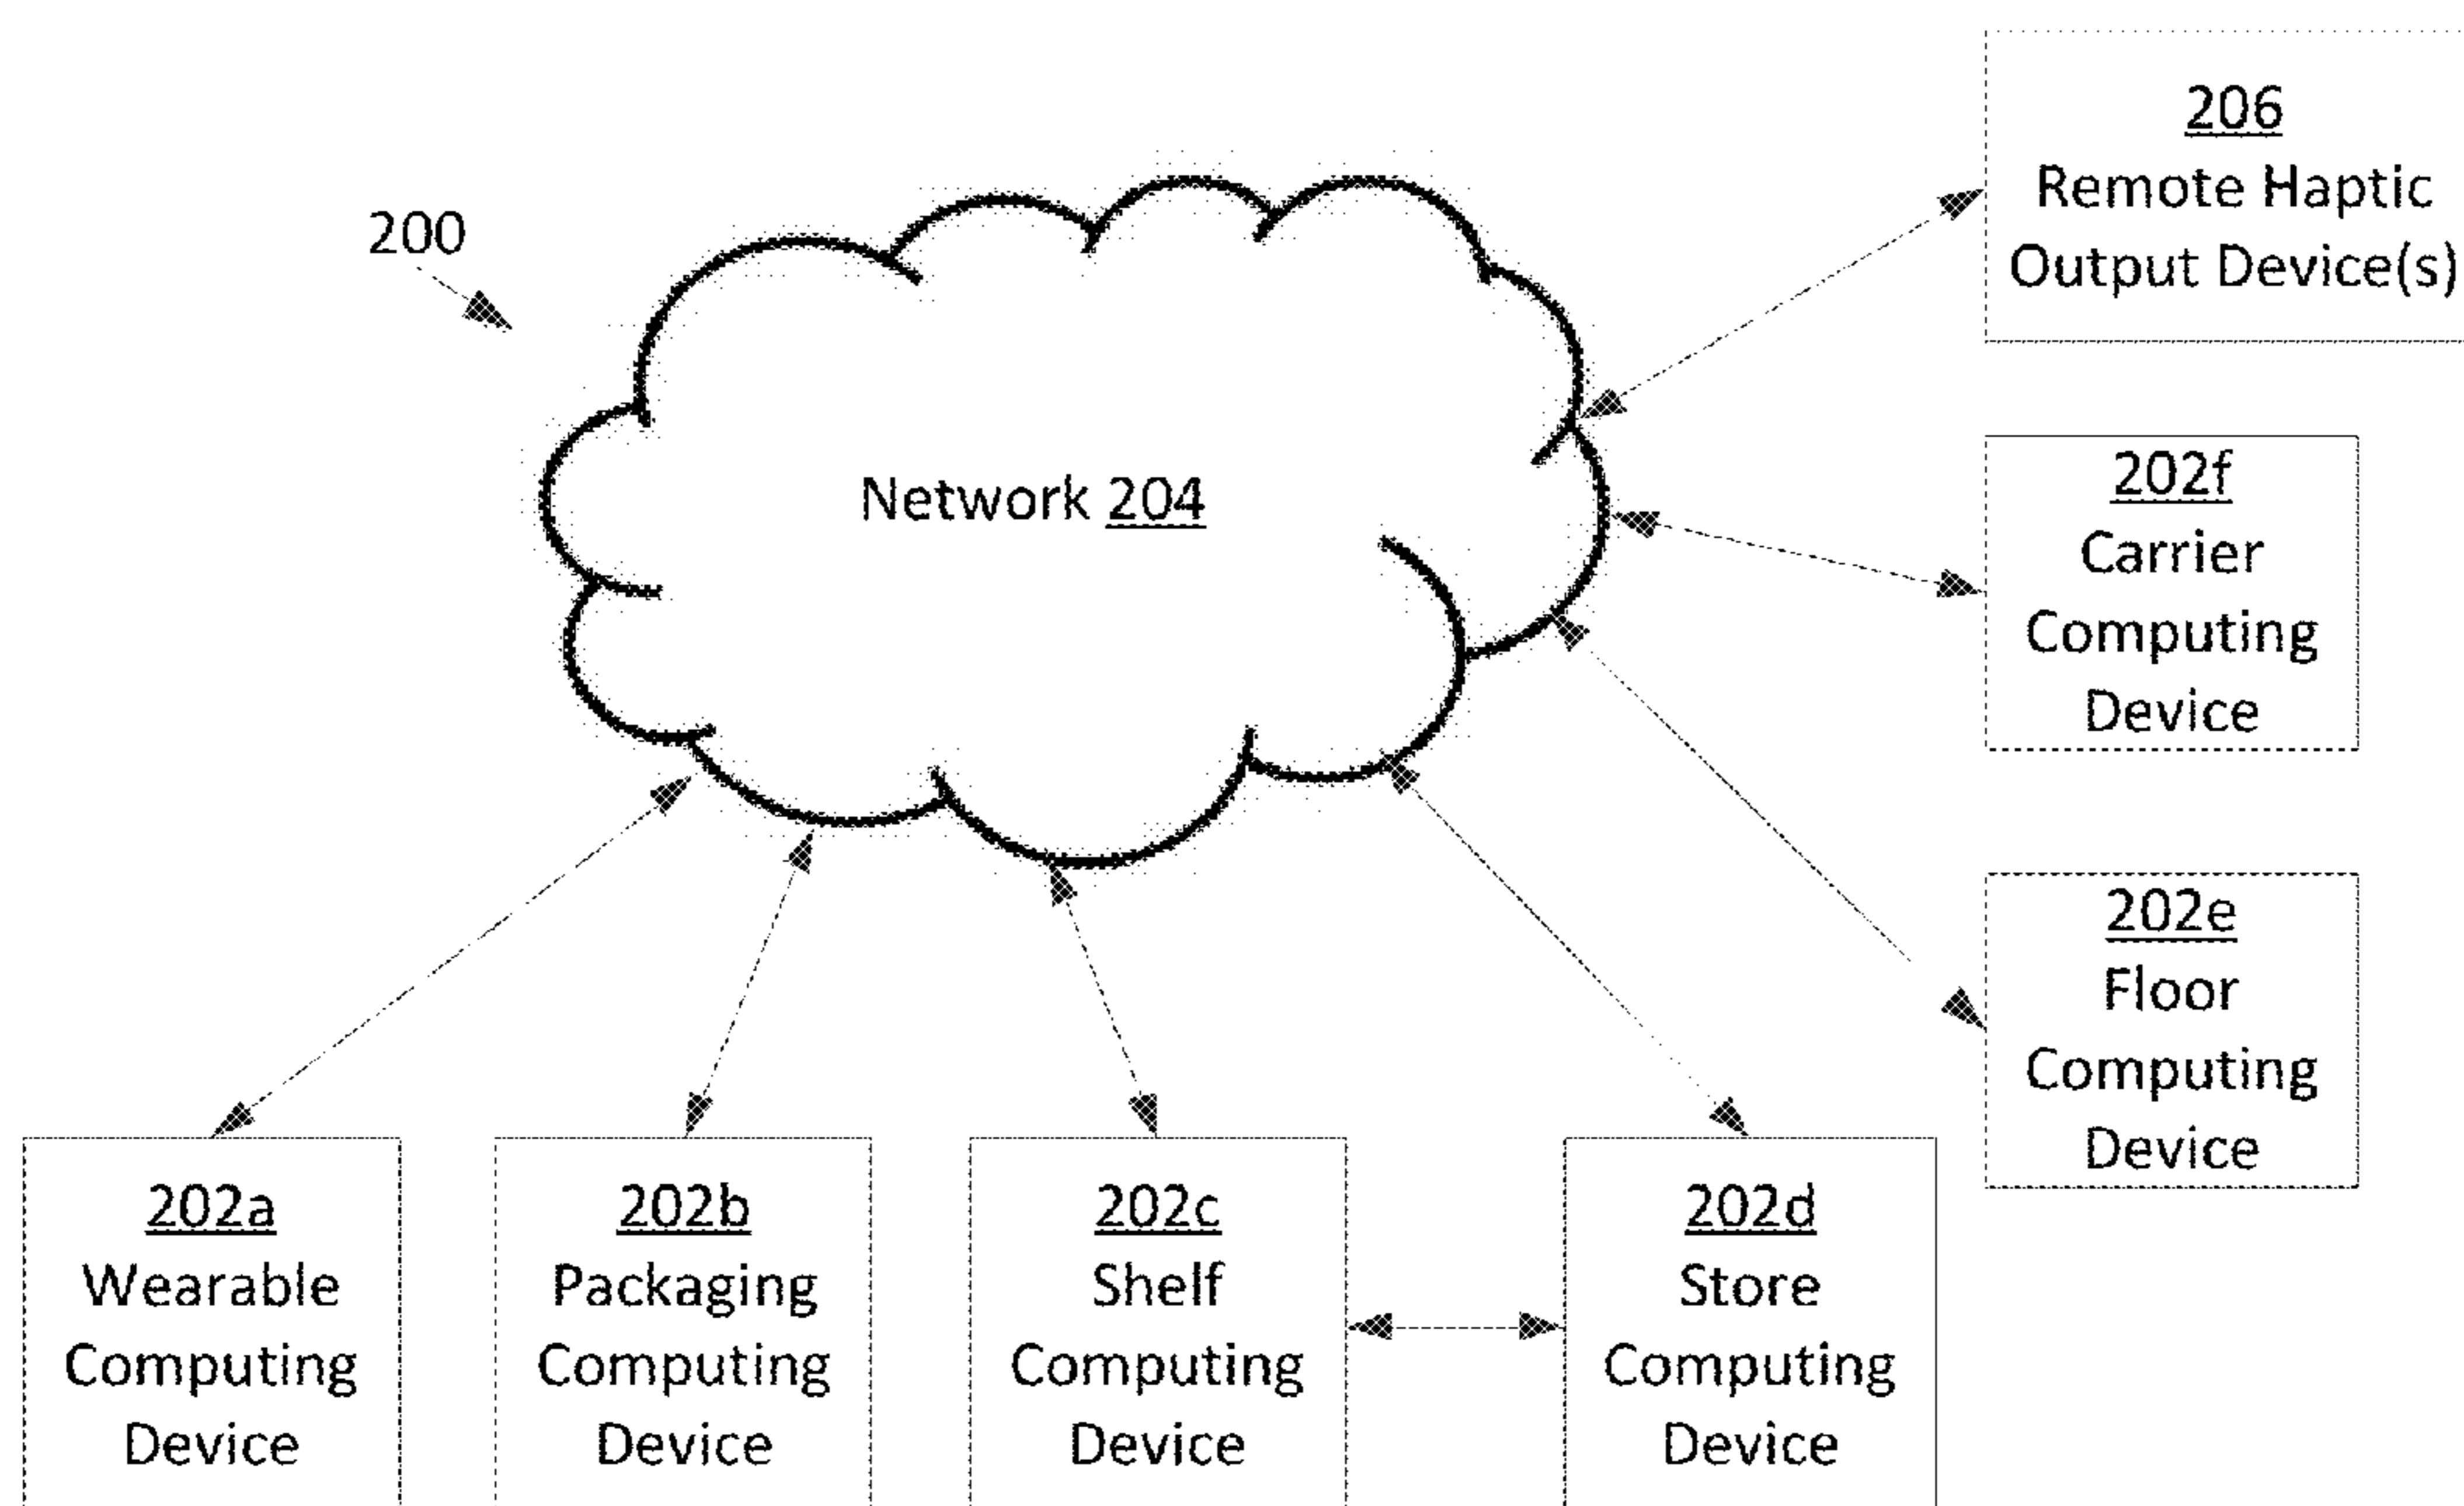 200
Network 204
206
Remote Haptic
Output Device(s)
202f
Carrier
Computing
Device
202e
Floor
Computing
Device
202a
Wearable
Computing
Device
202b
Packaging
Computing
Device
202c
Shelf
Computing
Device
202d
Store
Computing
Device